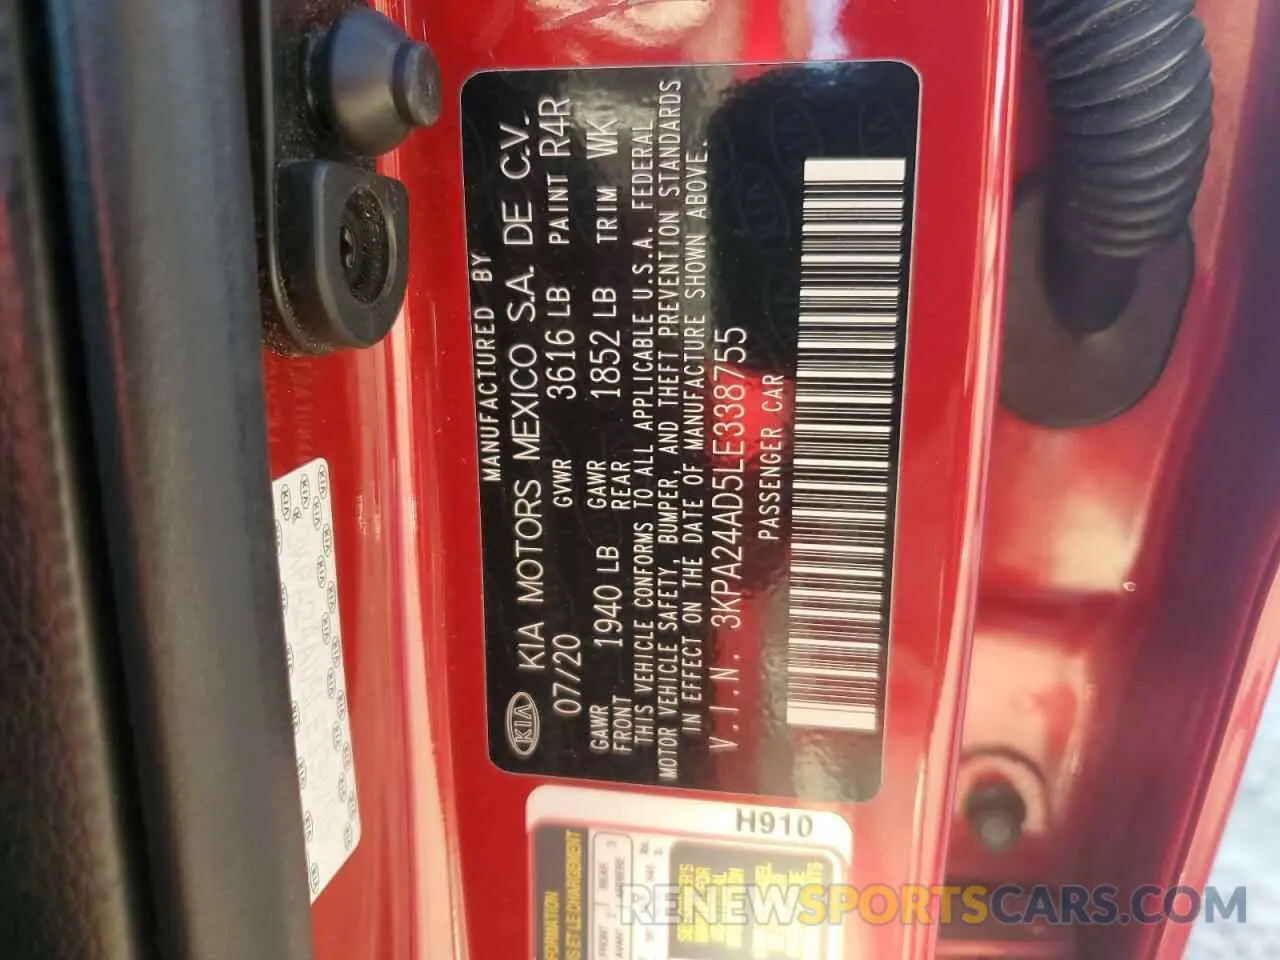 MANUFACTURED BY
KIA KIA MOTORS MEXICO S.A. DE C.V.
07/20 GVWR 3616 LB PAINT R4R
GAWR FRONT 1940 LB GAWR REAR 1852 LB TRIM WK
THIS VEHICLE CONFORMS TO ALL APPLICABLE U.S.A. FEDERAL
MOTOR VEHICLE SAFETY, BUMPER, AND THEFT PREVENTION STANDARDS
IN EFFECT ON THE DATE OF MANUFACTURE SHOWN ABOVE.
V.I.N. 3KPA24AD5LE338755
PASSENGER CAR
H910
RENEWSPORTSCARS.COM